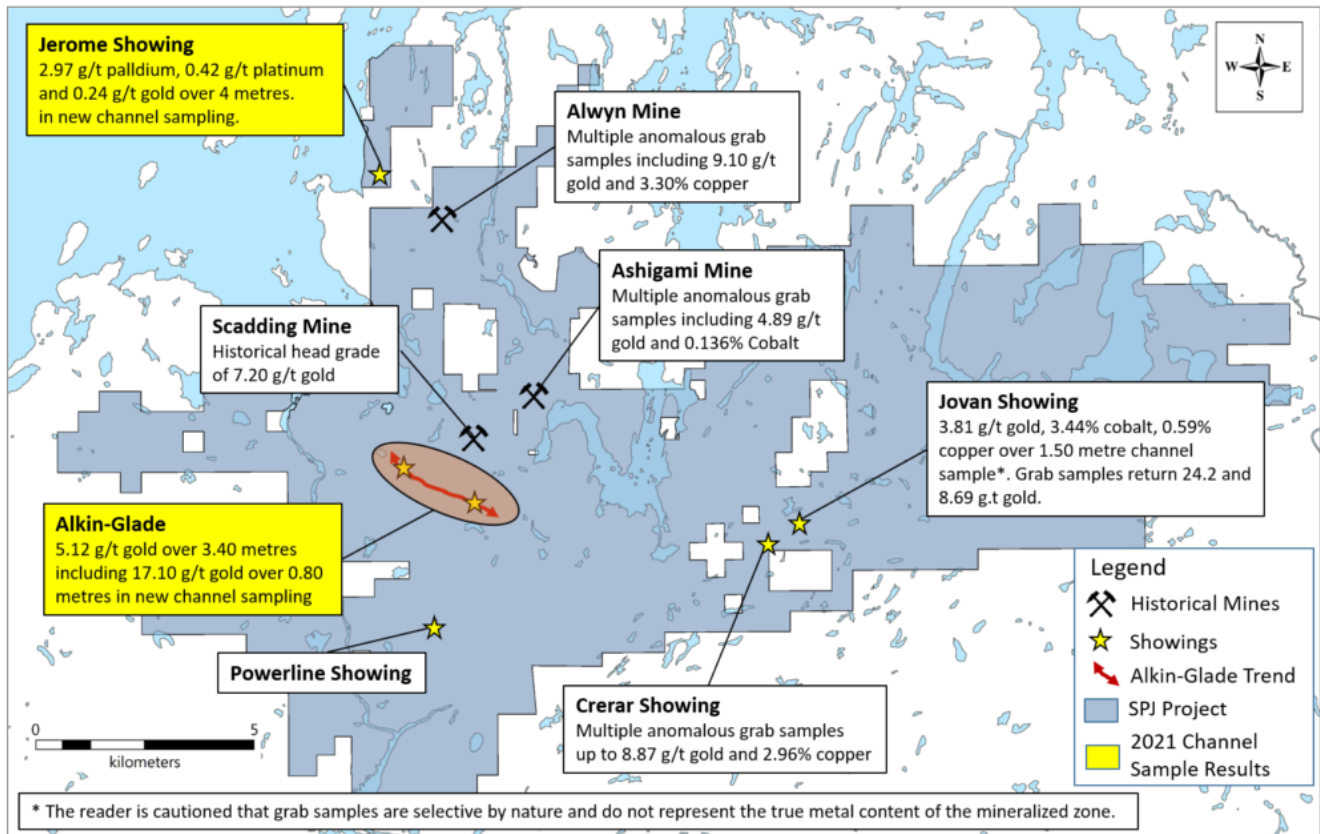 Jerome Showing
2.97 g/t palldium, 0.42 g/t platinum
and 0.24 g/t gold over 4 metres.
in new channel sampling.
N
W E
S
Alwyn Mine
Multiple anomalous grab
samples including 9.10 g/t
gold and 3.30% copper
Ashigami Mine
Multiple anomalous grab
samples including 4.89 g/t
gold and 0.136% Cobalt
Scadding Mine
Historical head grade
of 7.20 g/t gold
Jovan Showing
3.81 g/t gold, 3.44% cobalt, 0.59%
copper over 1.50 metre channel
sample*. Grab samples return 24.2 and
8.69 g.t gold.
Alkin-Glade
5.12 g/t gold over 3.40 metres
including 17.10 g/t gold over 0.80
metres in new channel sampling
Powerline Showing
Crerar Showing
Multiple anomalous grab samples
up to 8.87 g/t gold and 2.96% copper
Legend
Historical Mines
Showings
Alkin-Glade Trend
SPJ Project
2021 Channel
Sample Results
0 5
kilometers
* The reader is cautioned that grab samples are selective by nature and do not represent the true metal content of the mineralized zone.